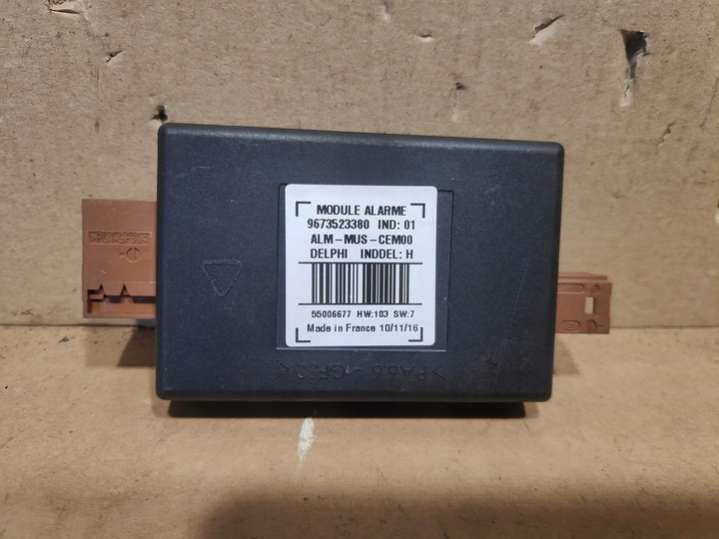 MODULE ALARME
9673523380 IND: 01
ALM-MUS-CEM00
DELPHI INDDEL: H
55006677 HW:103 SW:7
Made in France 10/11/16